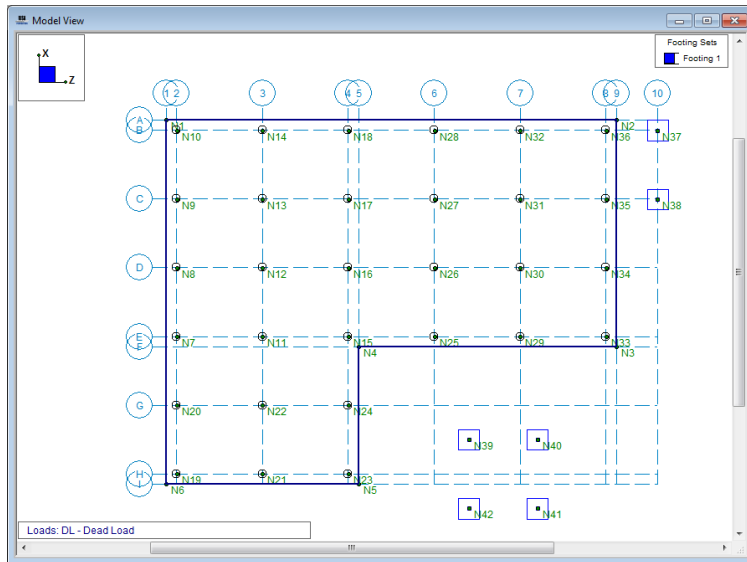 Model View
X
Z
Footing Sets
Footing 1
1 2 3 4 5 6 7 8 9 10
A N1 N2
B N10 N14 N18 N28 N32 N36 N37
C N9 N13 N17 N27 N31 N35 N38
D N8 N12 N16 N26 N30 N34
E N7 N11 N15 N25 N29 N33
F N4 N3
G N20 N22 N24
N39 N40
H N19 N21 N23
I N6 N5
N42 N41
Loads: DL - Dead Load